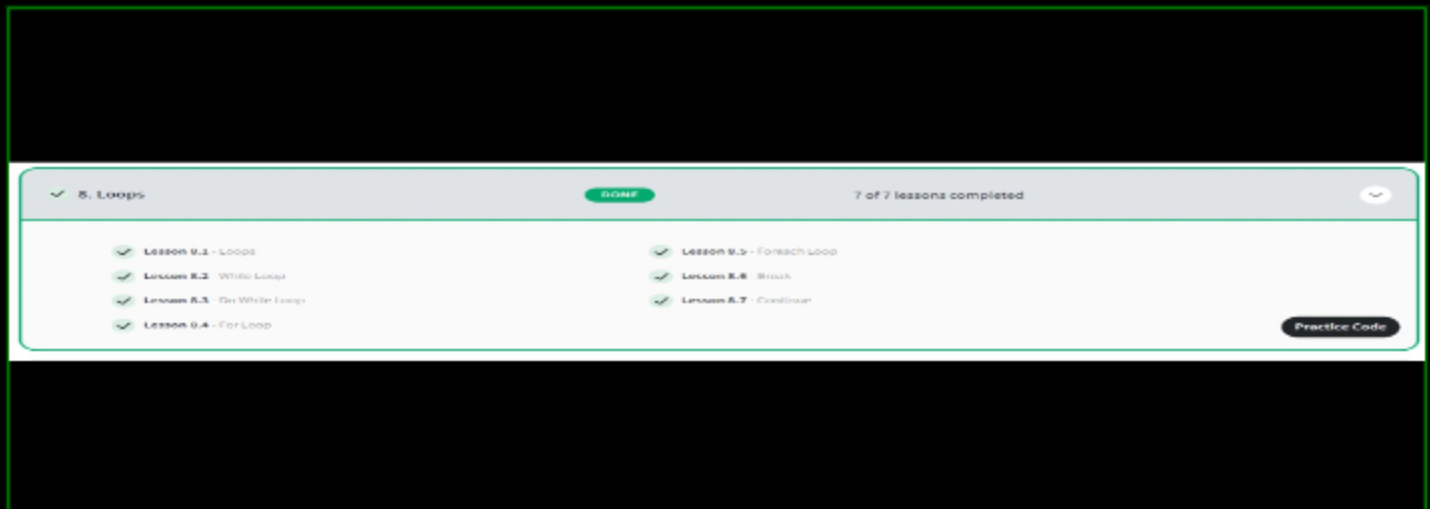 8. Loops
DONE
7 of 7 lessons completed
Lesson 8.1 - Loops
Lesson 8.2 - While Loop
Lesson 8.3 - Do While Loop
Lesson 8.4 - For Loop
Lesson 8.5 - Foreach Loop
Lesson 8.6 - Break
Lesson 8.7 - Continue
Practice Code